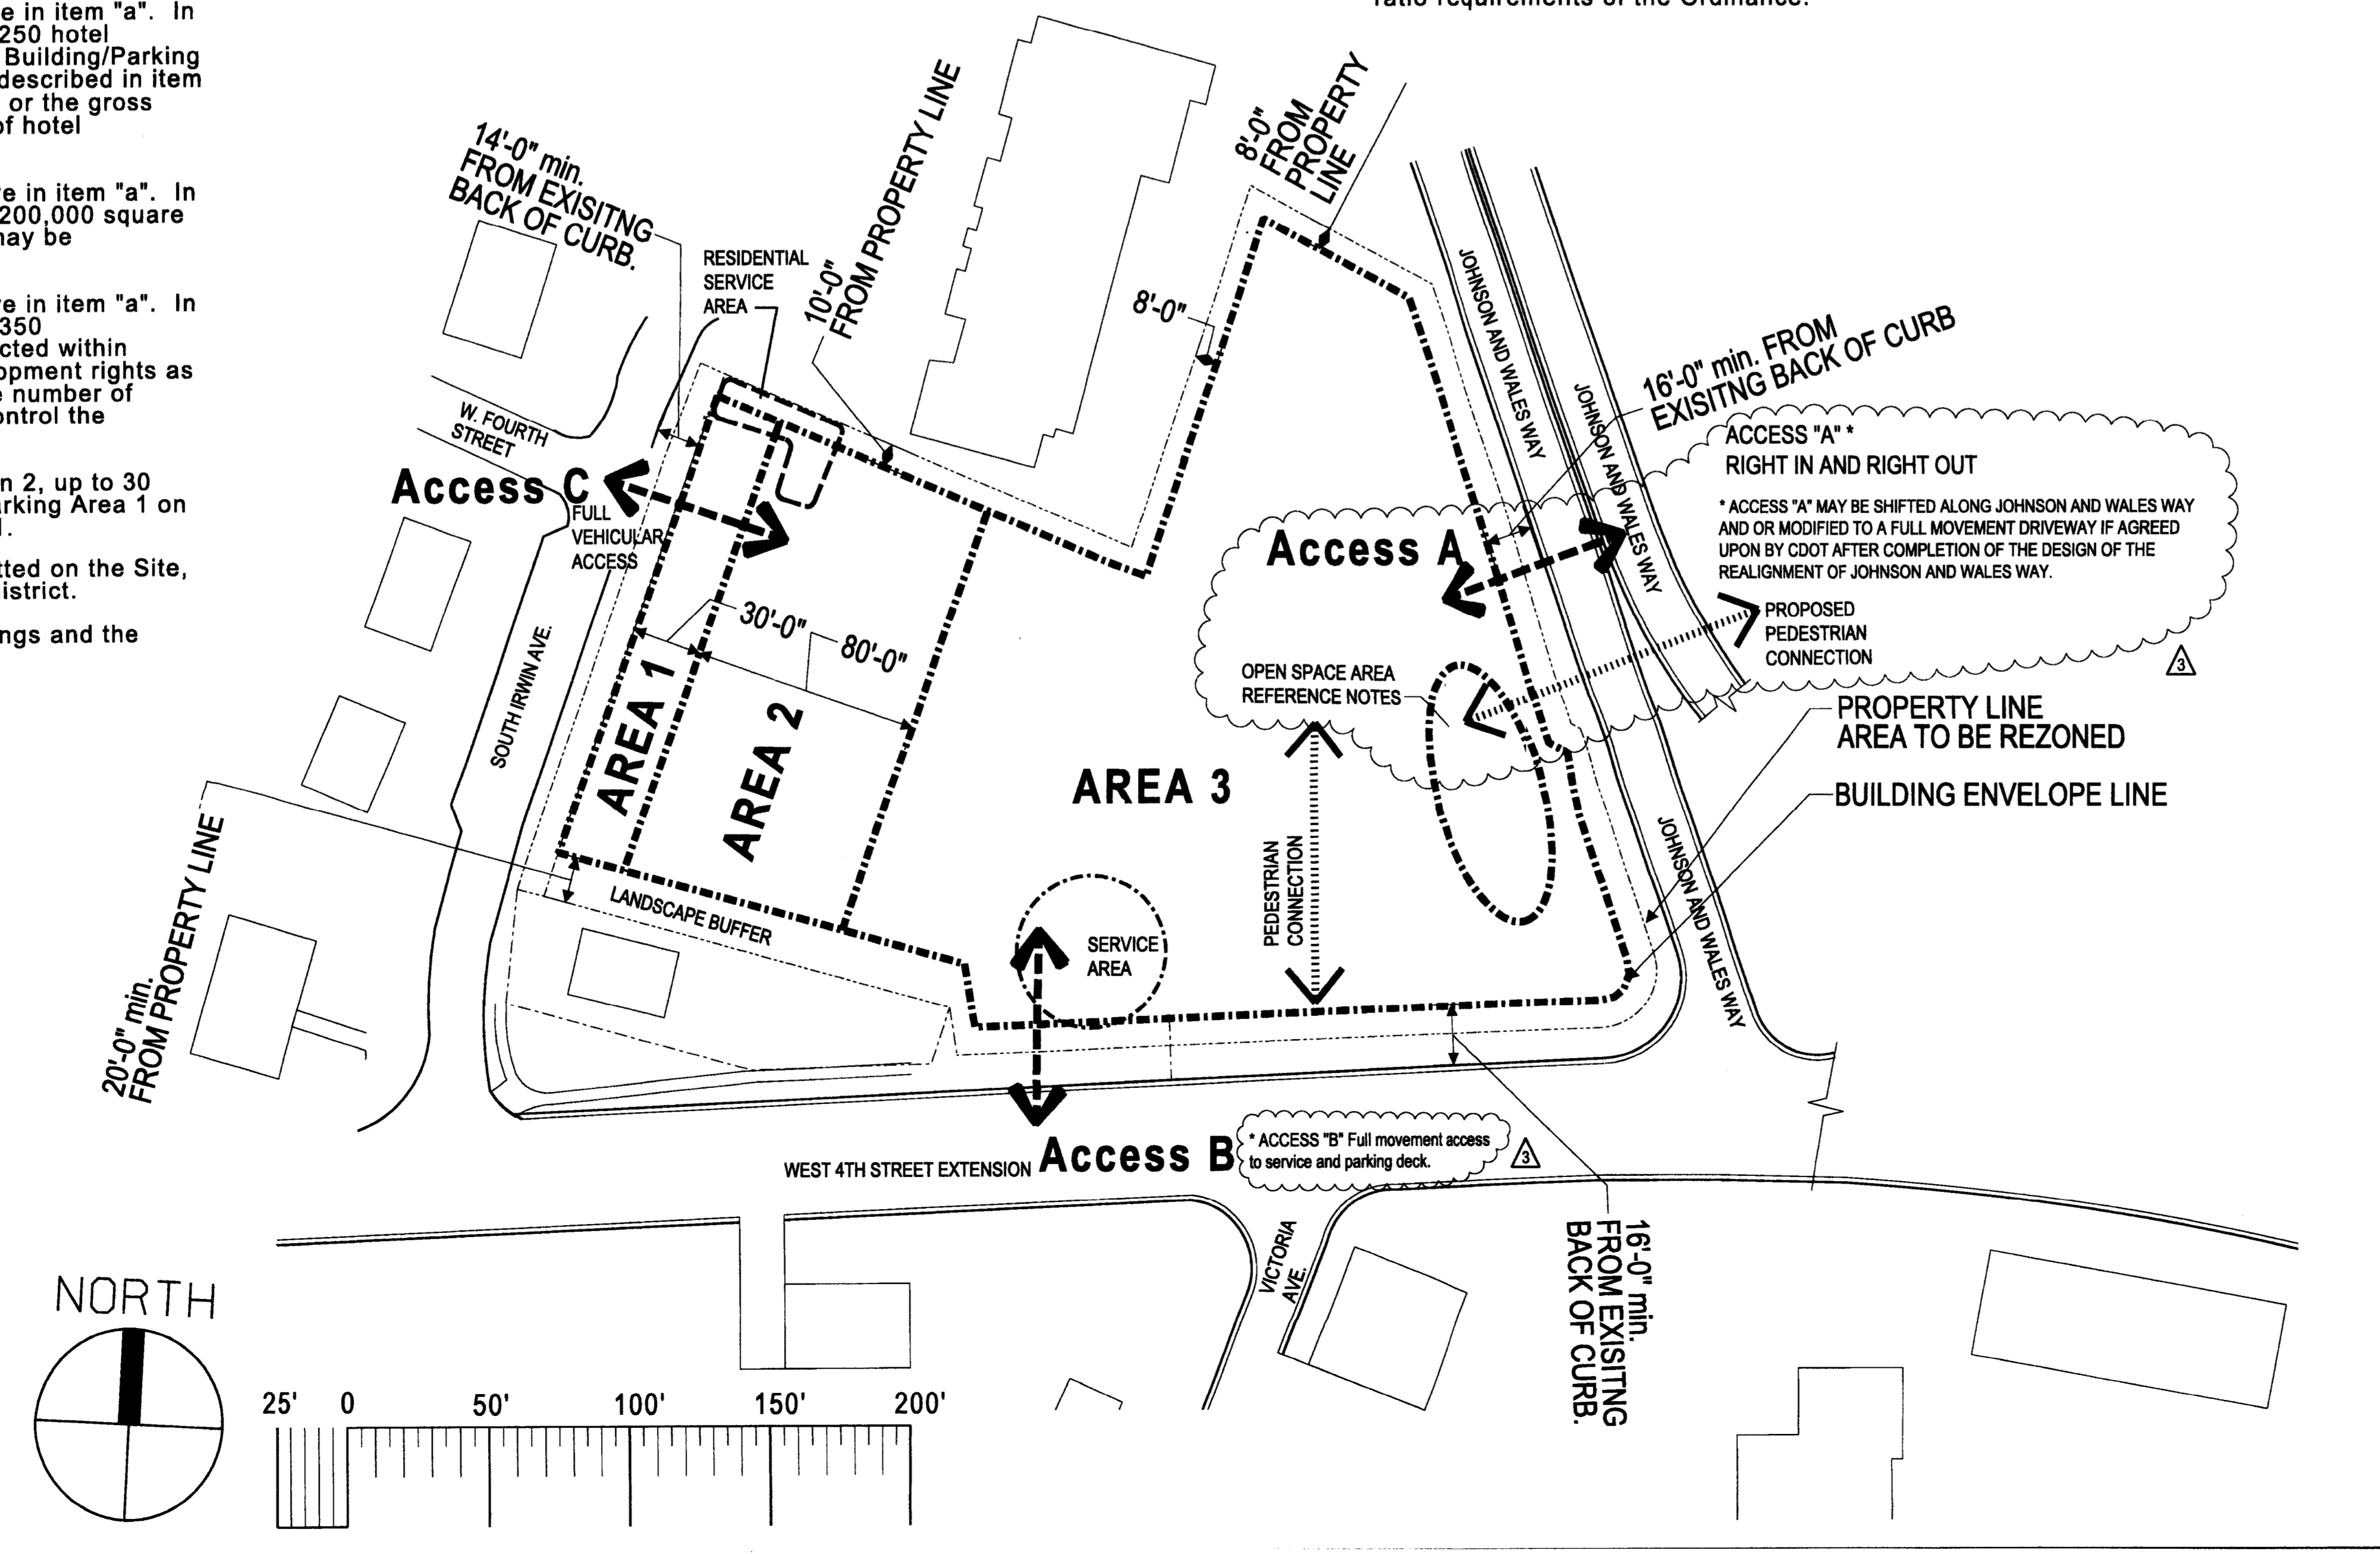 e in item "a". In
250 hotel
Building/Parking
described in item
or the gross
of hotel
e in item "a". In
200,000 square
may be
e in item "a". In
350
cted within
opment rights as
e number of
ontrol the
n 2, up to 30
rking Area 1 on
tted on the Site,
istrict.
ngs and the
ratio requirements of the Ordinance.
14'-0" min.
FROM EXISITNG
BACK OF CURB.
RESIDENTIAL
SERVICE
AREA
10'-0"
FROM PROPERTY LINE
8'-0"
FROM
PROPERTY
LINE
8'-0"
JOHNSON AND WALES WAY
JOHNSON AND WALES WAY
16'-0" min. FROM
EXISITNG BACK OF CURB
ACCESS "A" *
RIGHT IN AND RIGHT OUT
* ACCESS "A" MAY BE SHIFTED ALONG JOHNSON AND WALES WAY
AND OR MODIFIED TO A FULL MOVEMENT DRIVEWAY IF AGREED
UPON BY CDOT AFTER COMPLETION OF THE DESIGN OF THE
REALIGNMENT OF JOHNSON AND WALES WAY.
PROPOSED
PEDESTRIAN
CONNECTION
3
W. FOURTH
STREET
Access C
FULL
VEHICULAR
ACCESS
Access A
30'-0"
80'-0"
SOUTH IRWIN AVE.
AREA 1
AREA 2
AREA 3
OPEN SPACE AREA
REFERENCE NOTES
PROPERTY LINE
AREA TO BE REZONED
BUILDING ENVELOPE LINE
PEDESTRIAN
CONNECTION
JOHNSON AND WALES WAY
LANDSCAPE BUFFER
SERVICE
AREA
20'-0" min.
FROM PROPERTY LINE
WEST 4TH STREET EXTENSION
Access B
* ACCESS "B" Full movement access
to service and parking deck.
3
VICTORIA
AVE.
16'-0" min.
FROM EXISITNG
BACK OF CURB.
NORTH
25' 0 50' 100' 150' 200'